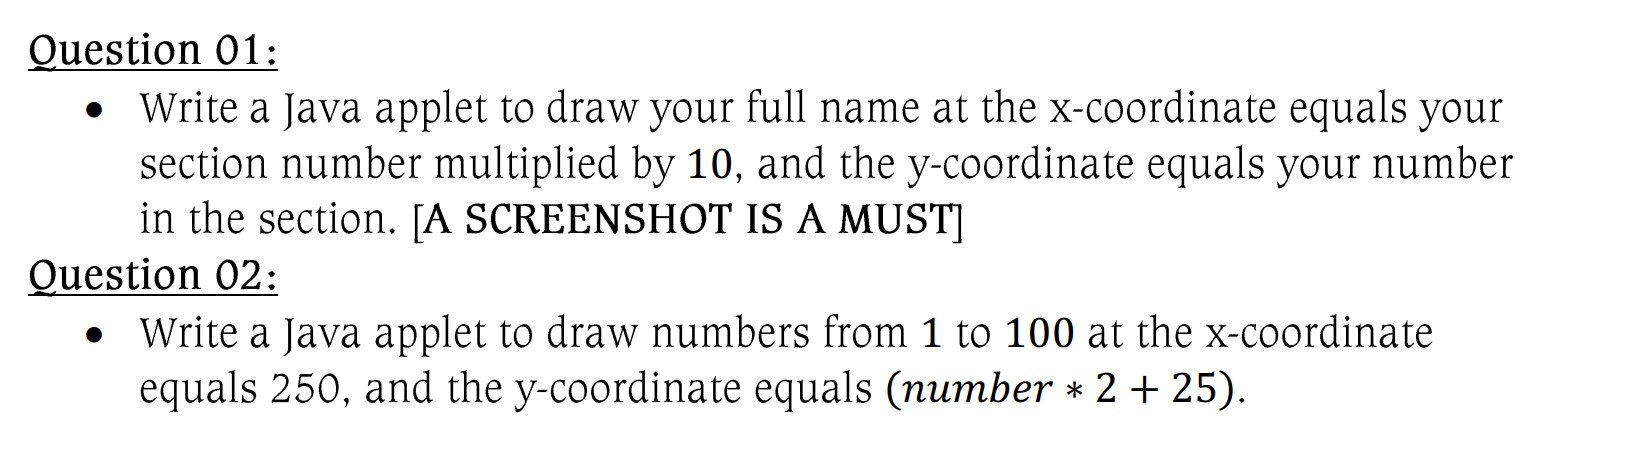 Question 01:
• Write a Java applet to draw your full name at the x-coordinate equals your
section number multiplied by 10, and the y-coordinate equals your number
in the section. [A SCREENSHOT IS A MUST]
Question 02:
• Write a Java applet to draw numbers from 1 to 100 at the x-coordinate
equals 250, and the y-coordinate equals (number * 2 + 25).